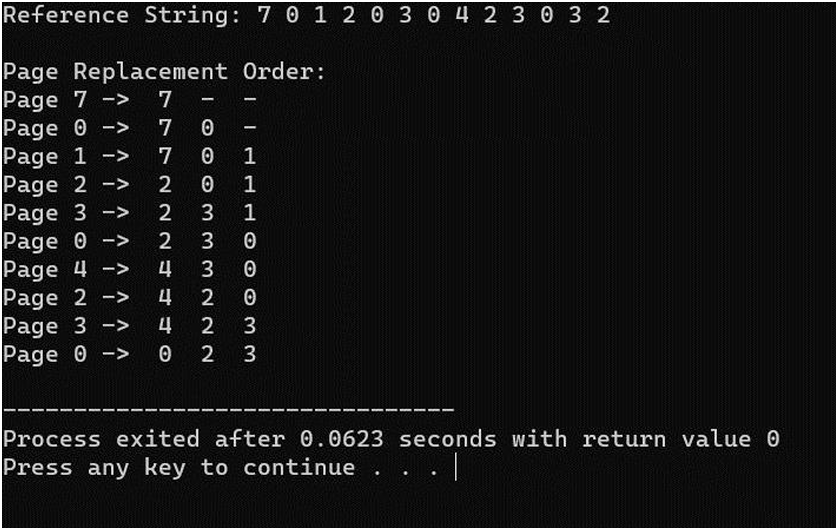 Reference String: 7 0 1 2 0 3 0 4 2 3 0 3 2
Page Replacement Order:
Page 7 ->  7  -  -
Page 0 ->  7  0  -
Page 1 ->  7  0  1
Page 2 ->  2  0  1
Page 3 ->  2  3  1
Page 0 ->  2  3  0
Page 4 ->  4  3  0
Page 2 ->  4  2  0
Page 3 ->  4  2  3
Page 0 ->  0  2  3
--------------------------------
Process exited after 0.0623 seconds with return value 0
Press any key to continue . . .